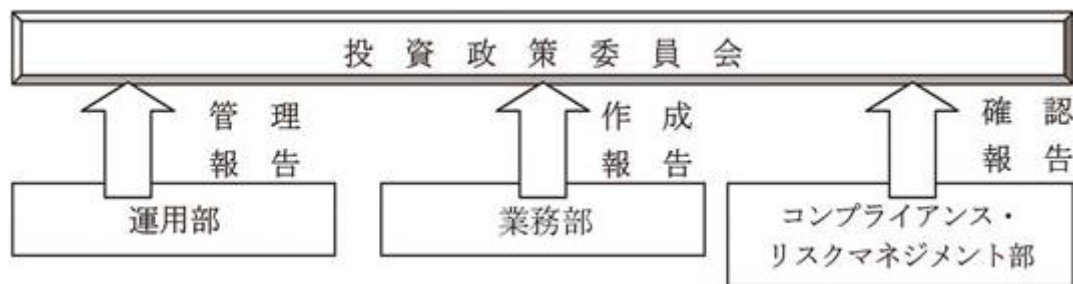 投資政策委員会
管理
報告
作成
報告
確認
報告
運用部
業務部
コンプライアンス・
リスクマネジメント部